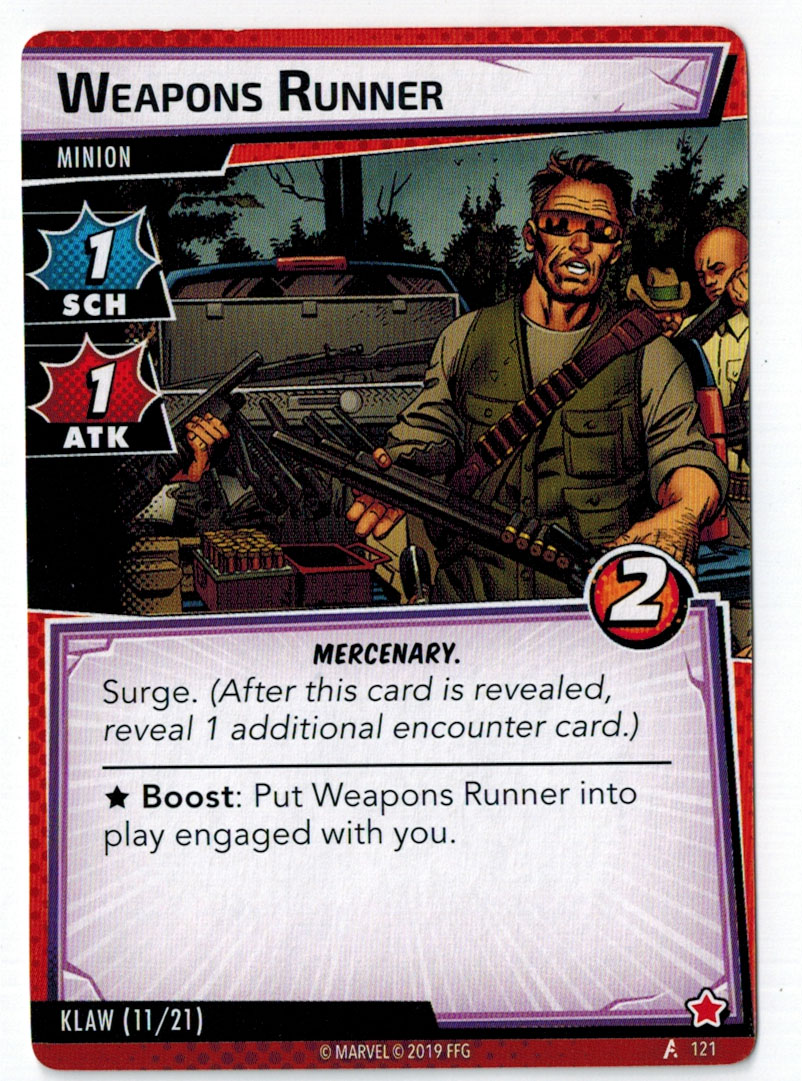 WEAPONS RUNNER
MINION
1
SCH
1
ATK
2
MERCENARY.
Surge. (After this card is revealed,
reveal 1 additional encounter card.)
★ Boost: Put Weapons Runner into
play engaged with you.
KLAW (11/21)
© MARVEL © 2019 FFG
121